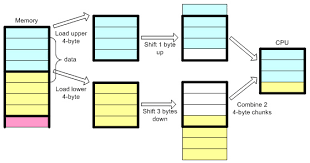 Memory
Load upper
4-byte
data
Load lower
4-byte
Shift 1 byte
up
Shift 3 bytes
down
CPU
Combine 2
4-byte chunks